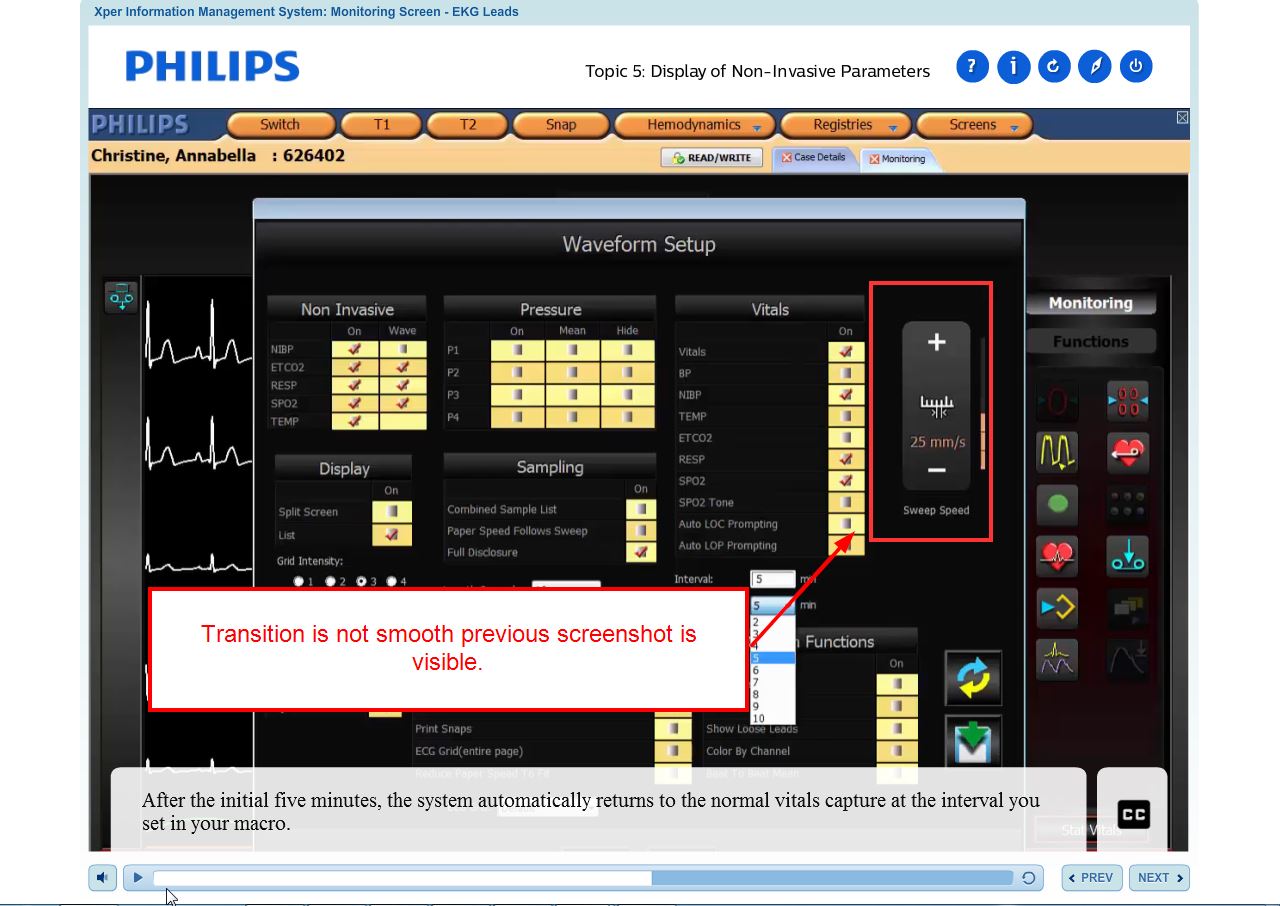 Xper Information Management System: Monitoring Screen - EKG Leads
PHILIPS
Topic 5: Display of Non-Invasive Parameters
PHILIPS
Switch
T1
T2
Snap
Hemodynamics
Registries
Screens
Christine, Annabella : 626402
READ/WRITE
Case Details
Monitoring
Waveform Setup
Non Invasive
On Wave
NIBP
ETCO2
RESP
SPO2
TEMP
Pressure
On Mean Hide
P1
P2
P3
P4
Vitals
On
Vitals
BP
NIBP
TEMP
ETCO2
RESP
SPO2
SPO2 Tone
Auto LOC Prompting
Auto LOP Prompting
Interval: 5
5 min
2
3
4
5
6
7
8
9
10
+
25 mm/s
Sweep Speed
Monitoring
Functions
Display
On
Split Screen
List
Grid Intensity:
1 2 3 4
Sampling
On
Combined Sample List
Paper Speed Follows Sweep
Full Disclosure
Transition is not smooth previous screenshot is
visible.
Functions
On
Print Snaps
ECG Grid(entire page)
Reduce Paper Speed To Fit
Show Loose Leads
Color By Channel
Beat To Beat Mean
Stat Vitals
After the initial five minutes, the system automatically returns to the normal vitals capture at the interval you
set in your macro.
CC
PREV
NEXT